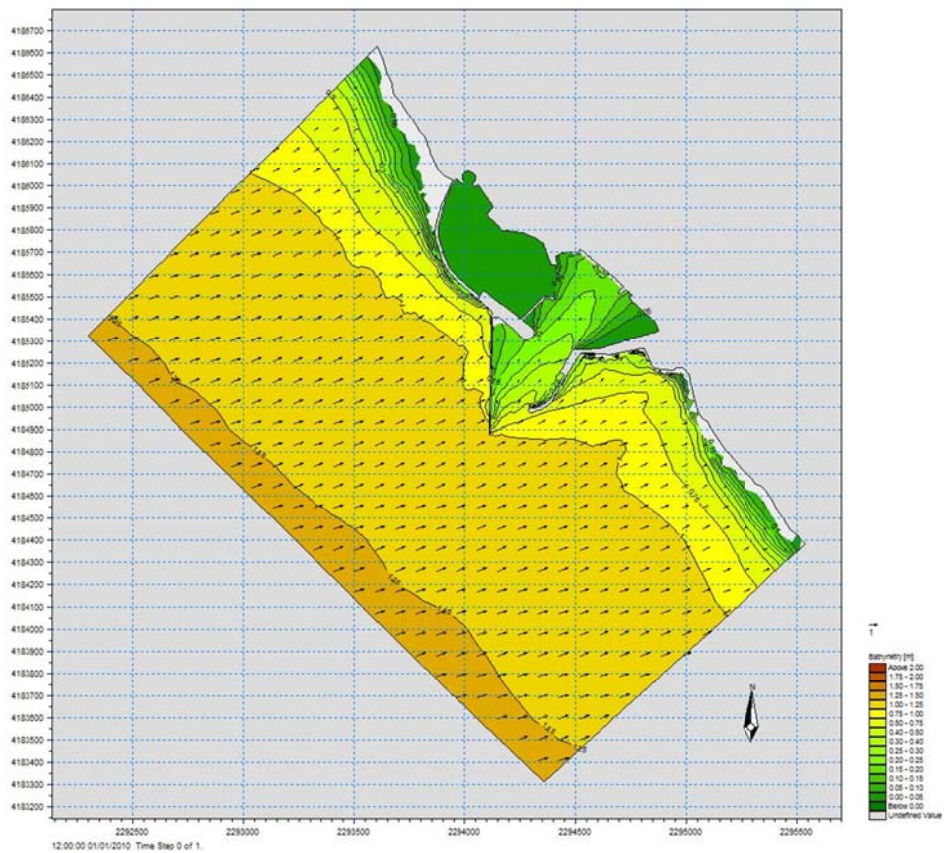 4186700
4186600
4186500
4186400
4186300
4186200
4186100
4186000
4185900
4185800
4185700
4185600
4185500
4185400
4185300
4185200
4185100
4185000
4184900
4184800
4184700
4184600
4184500
4184400
4184300
4184200
4184100
4184000
4183900
4183800
4183700
4183600
4183500
4183400
4183300
4183200
2292500 2293000 2293500 2294000 2294500 2295000 2295500
12:00:00 01/01/2010 Time Step 0 of 1.
1
N
Bathymetry [m]
Above 2.00
1.75 - 2.00
1.50 - 1.75
1.25 - 1.50
1.00 - 1.25
0.75 - 1.00
0.50 - 0.75
0.40 - 0.50
0.30 - 0.40
0.25 - 0.30
0.20 - 0.25
0.15 - 0.20
0.10 - 0.15
0.05 - 0.10
0.00 - 0.05
Below 0.00
Undefined Value